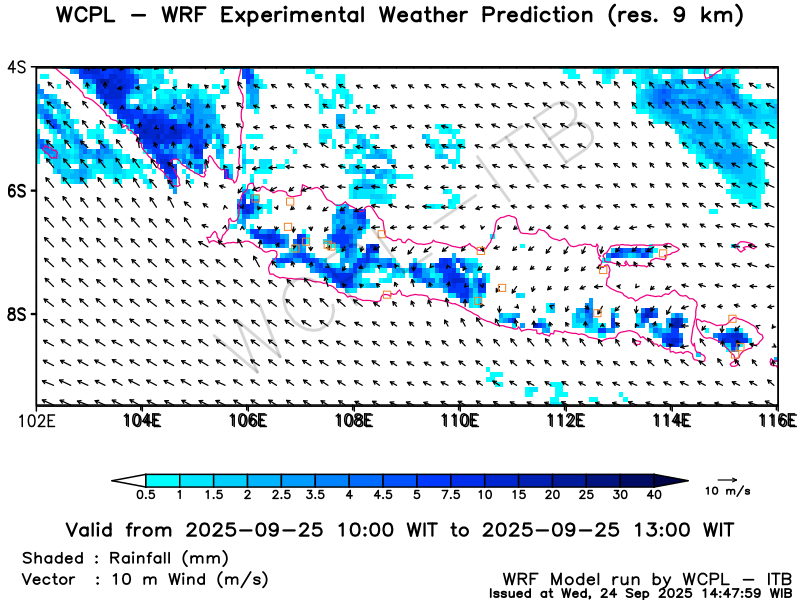 WCPL – WRF Experimental Weather Prediction (res. 9 km)
WCPL–ITB
4S
6S
8S
102E 104E 106E 108E 110E 112E 114E 116E
0.5 1 1.5 2 2.5 3.5 4 4.5 5 7.5 10 15 20 25 30 40
10 m/s
Valid from 2025-09-25 10:00 WIT to 2025-09-25 13:00 WIT
Shaded : Rainfall (mm)
Vector : 10 m Wind (m/s)
WRF Model run by WCPL – ITB
Issued at Wed, 24 Sep 2025 14:47:59 WIB